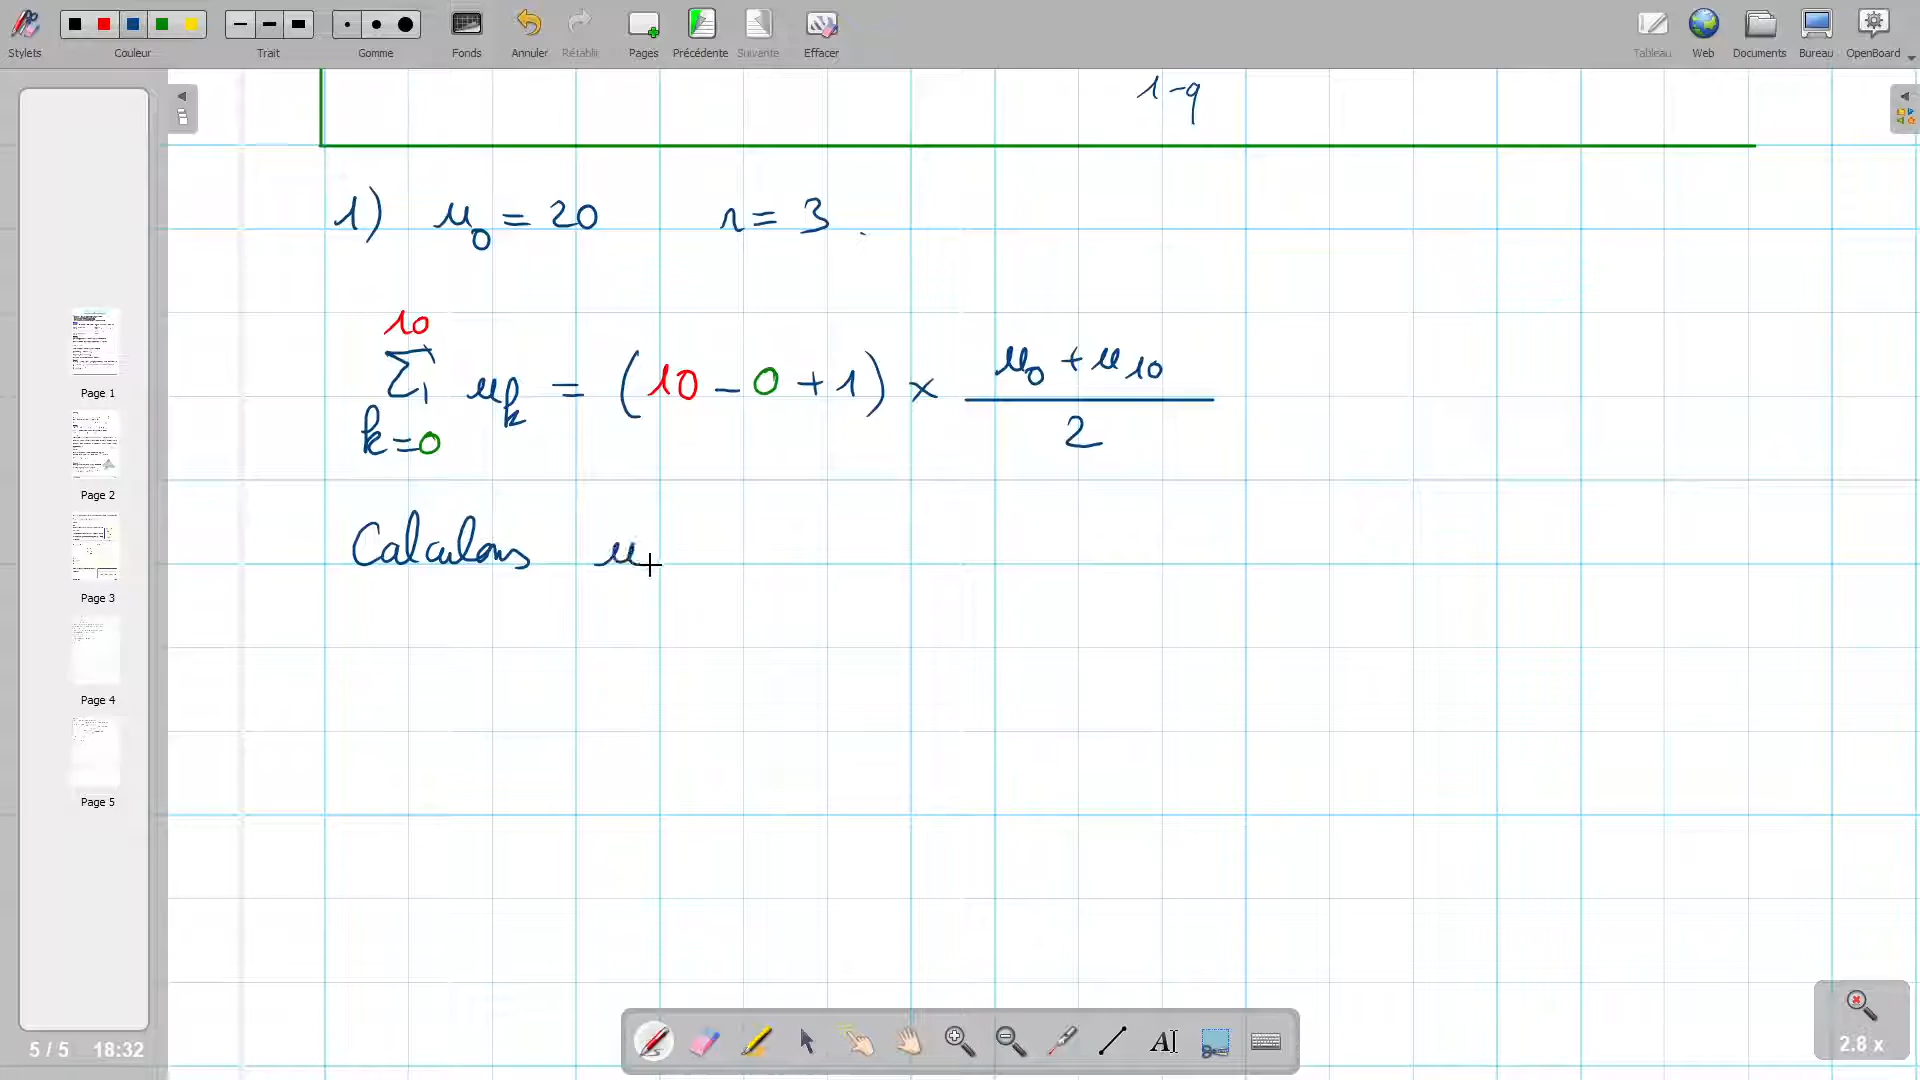 Stylets Couleur Trait Gomme Fonds Annuler Rétablir Pages Précédente Suivante Effacer Tableau Web Documents Bureau OpenBoard
1-q
1) u₀ = 20 r = 3 .
10
∑ uₖ = (10 - 0 + 1) × (u₀ + u₁₀)/2
k=0
Calculons u
Page 1
Page 2
Page 3
Page 4
Page 5
5 / 5 18:32
AI
2.8 x